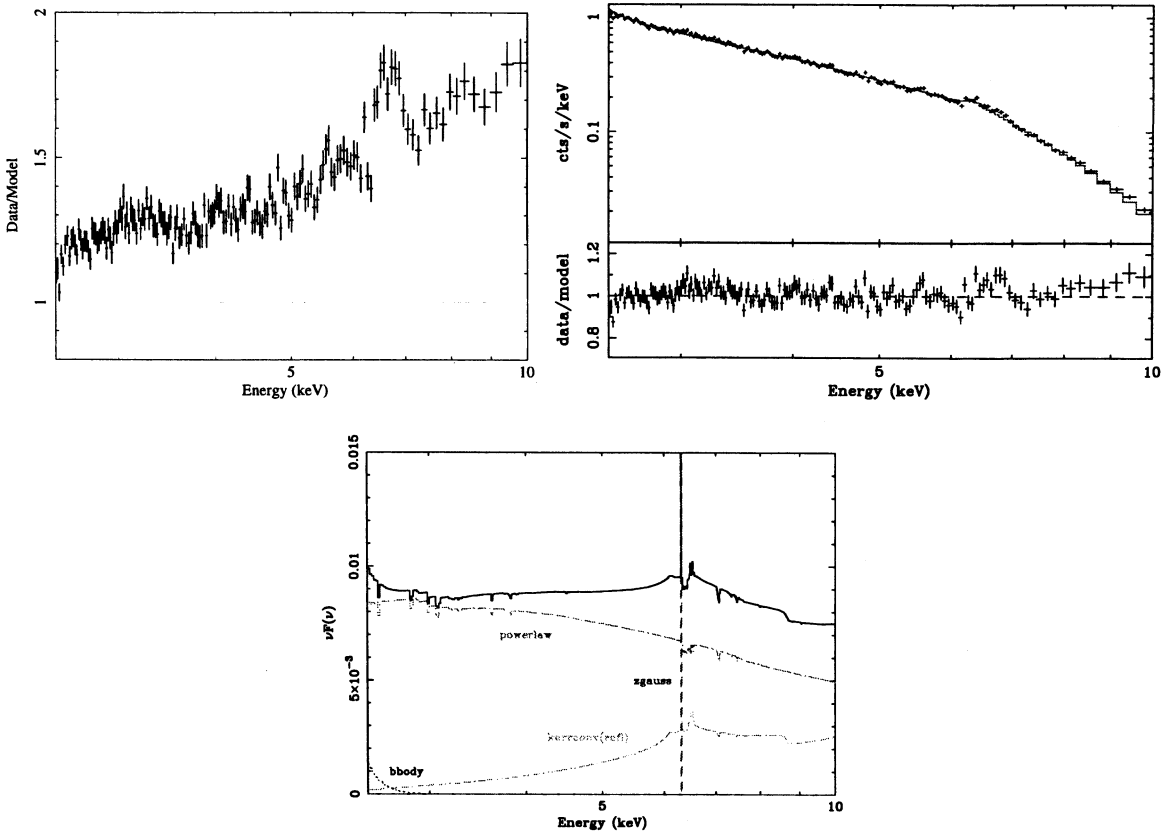 2
1.5
1
Data/Model
5
10
Energy (keV)
1
0.1
cts/s/keV
1.2
1
0.8
data/model
5
10
Energy (keV)
0.015
0.01
5×10⁻³
0
νF(ν)
powerlaw
zgauss
kerrconv(refl)
bbody
5
10
Energy (keV)